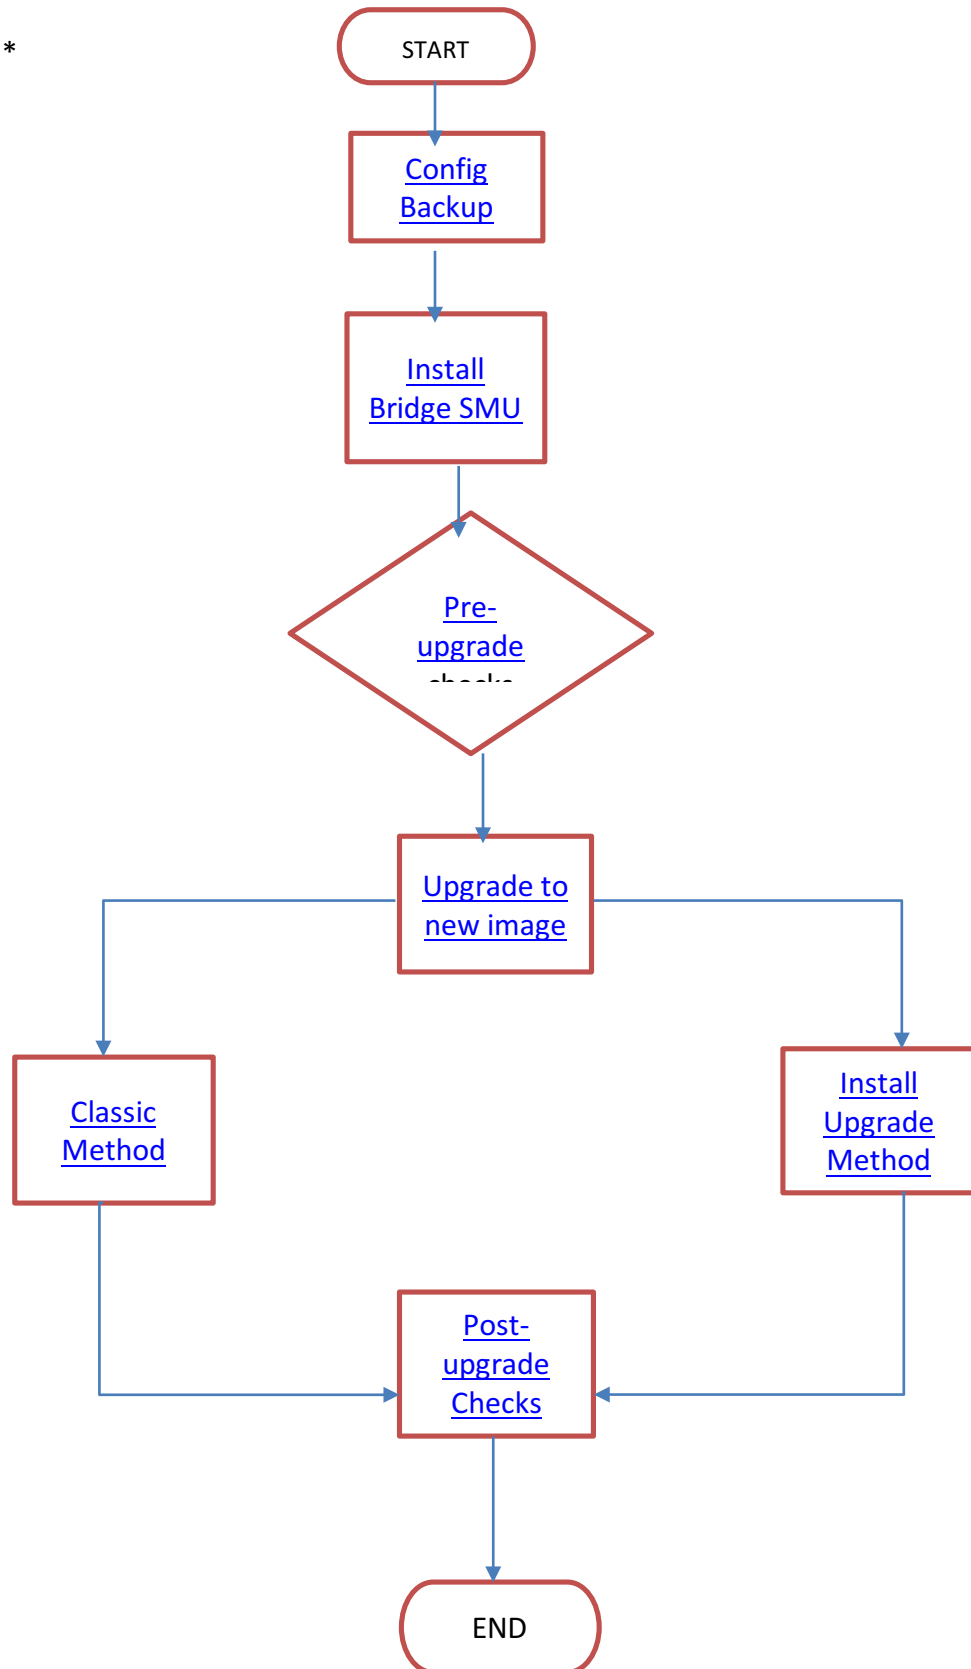 *
START
Config
Backup
Install
Bridge SMU
Pre-
upgrade
checks
Upgrade to
new image
Classic
Method
Install
Upgrade
Method
Post-
upgrade
Checks
END